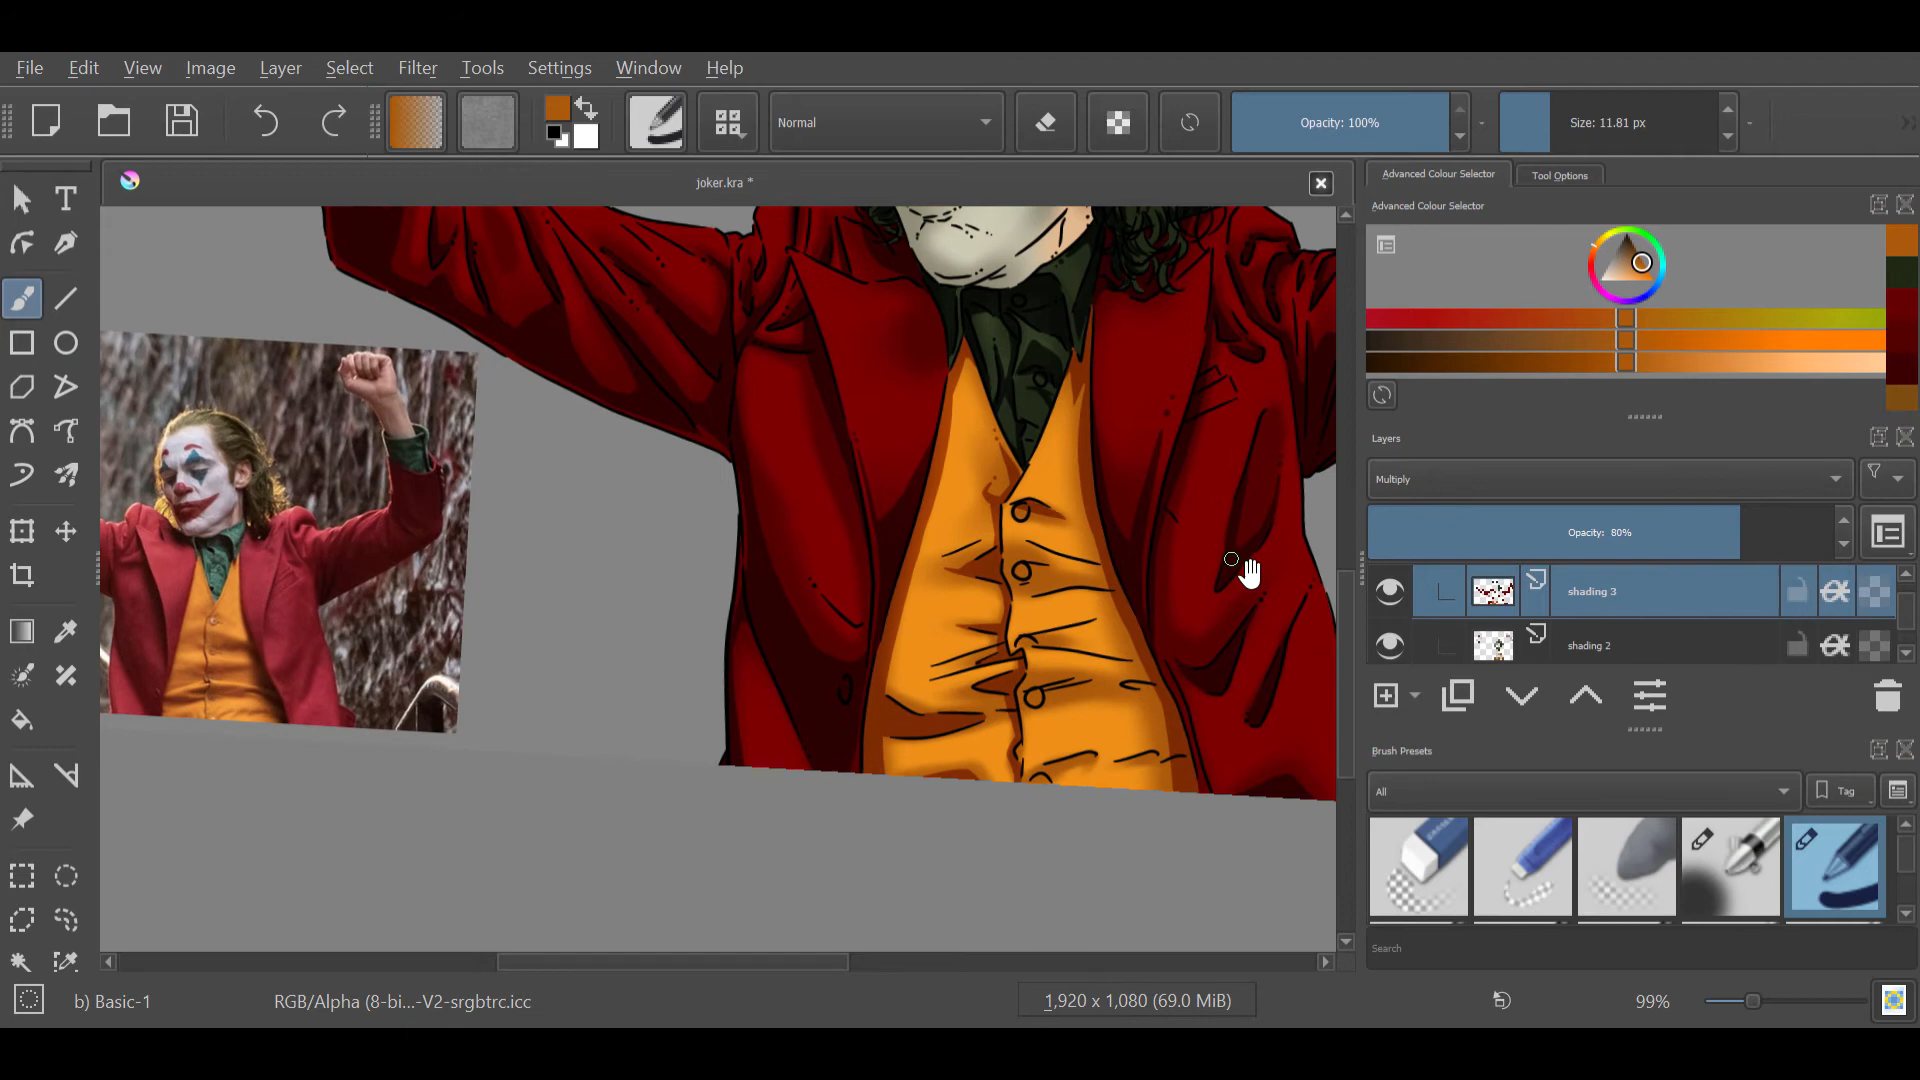 File Edit View Image Layer Select Filter Tools Settings Window Help
Normal
Opacity: 100%
Size: 11.81 px
joker.kra *
Advanced Colour Selector
Tool Options
Advanced Colour Selector
Layers
Multiply
Opacity: 80%
shading 3
shading 2
Brush Presets
All
Tag
Search
b) Basic-1
RGB/Alpha (8-bi...-V2-srgbtrc.icc
1,920 x 1,080 (69.0 MiB)
99%